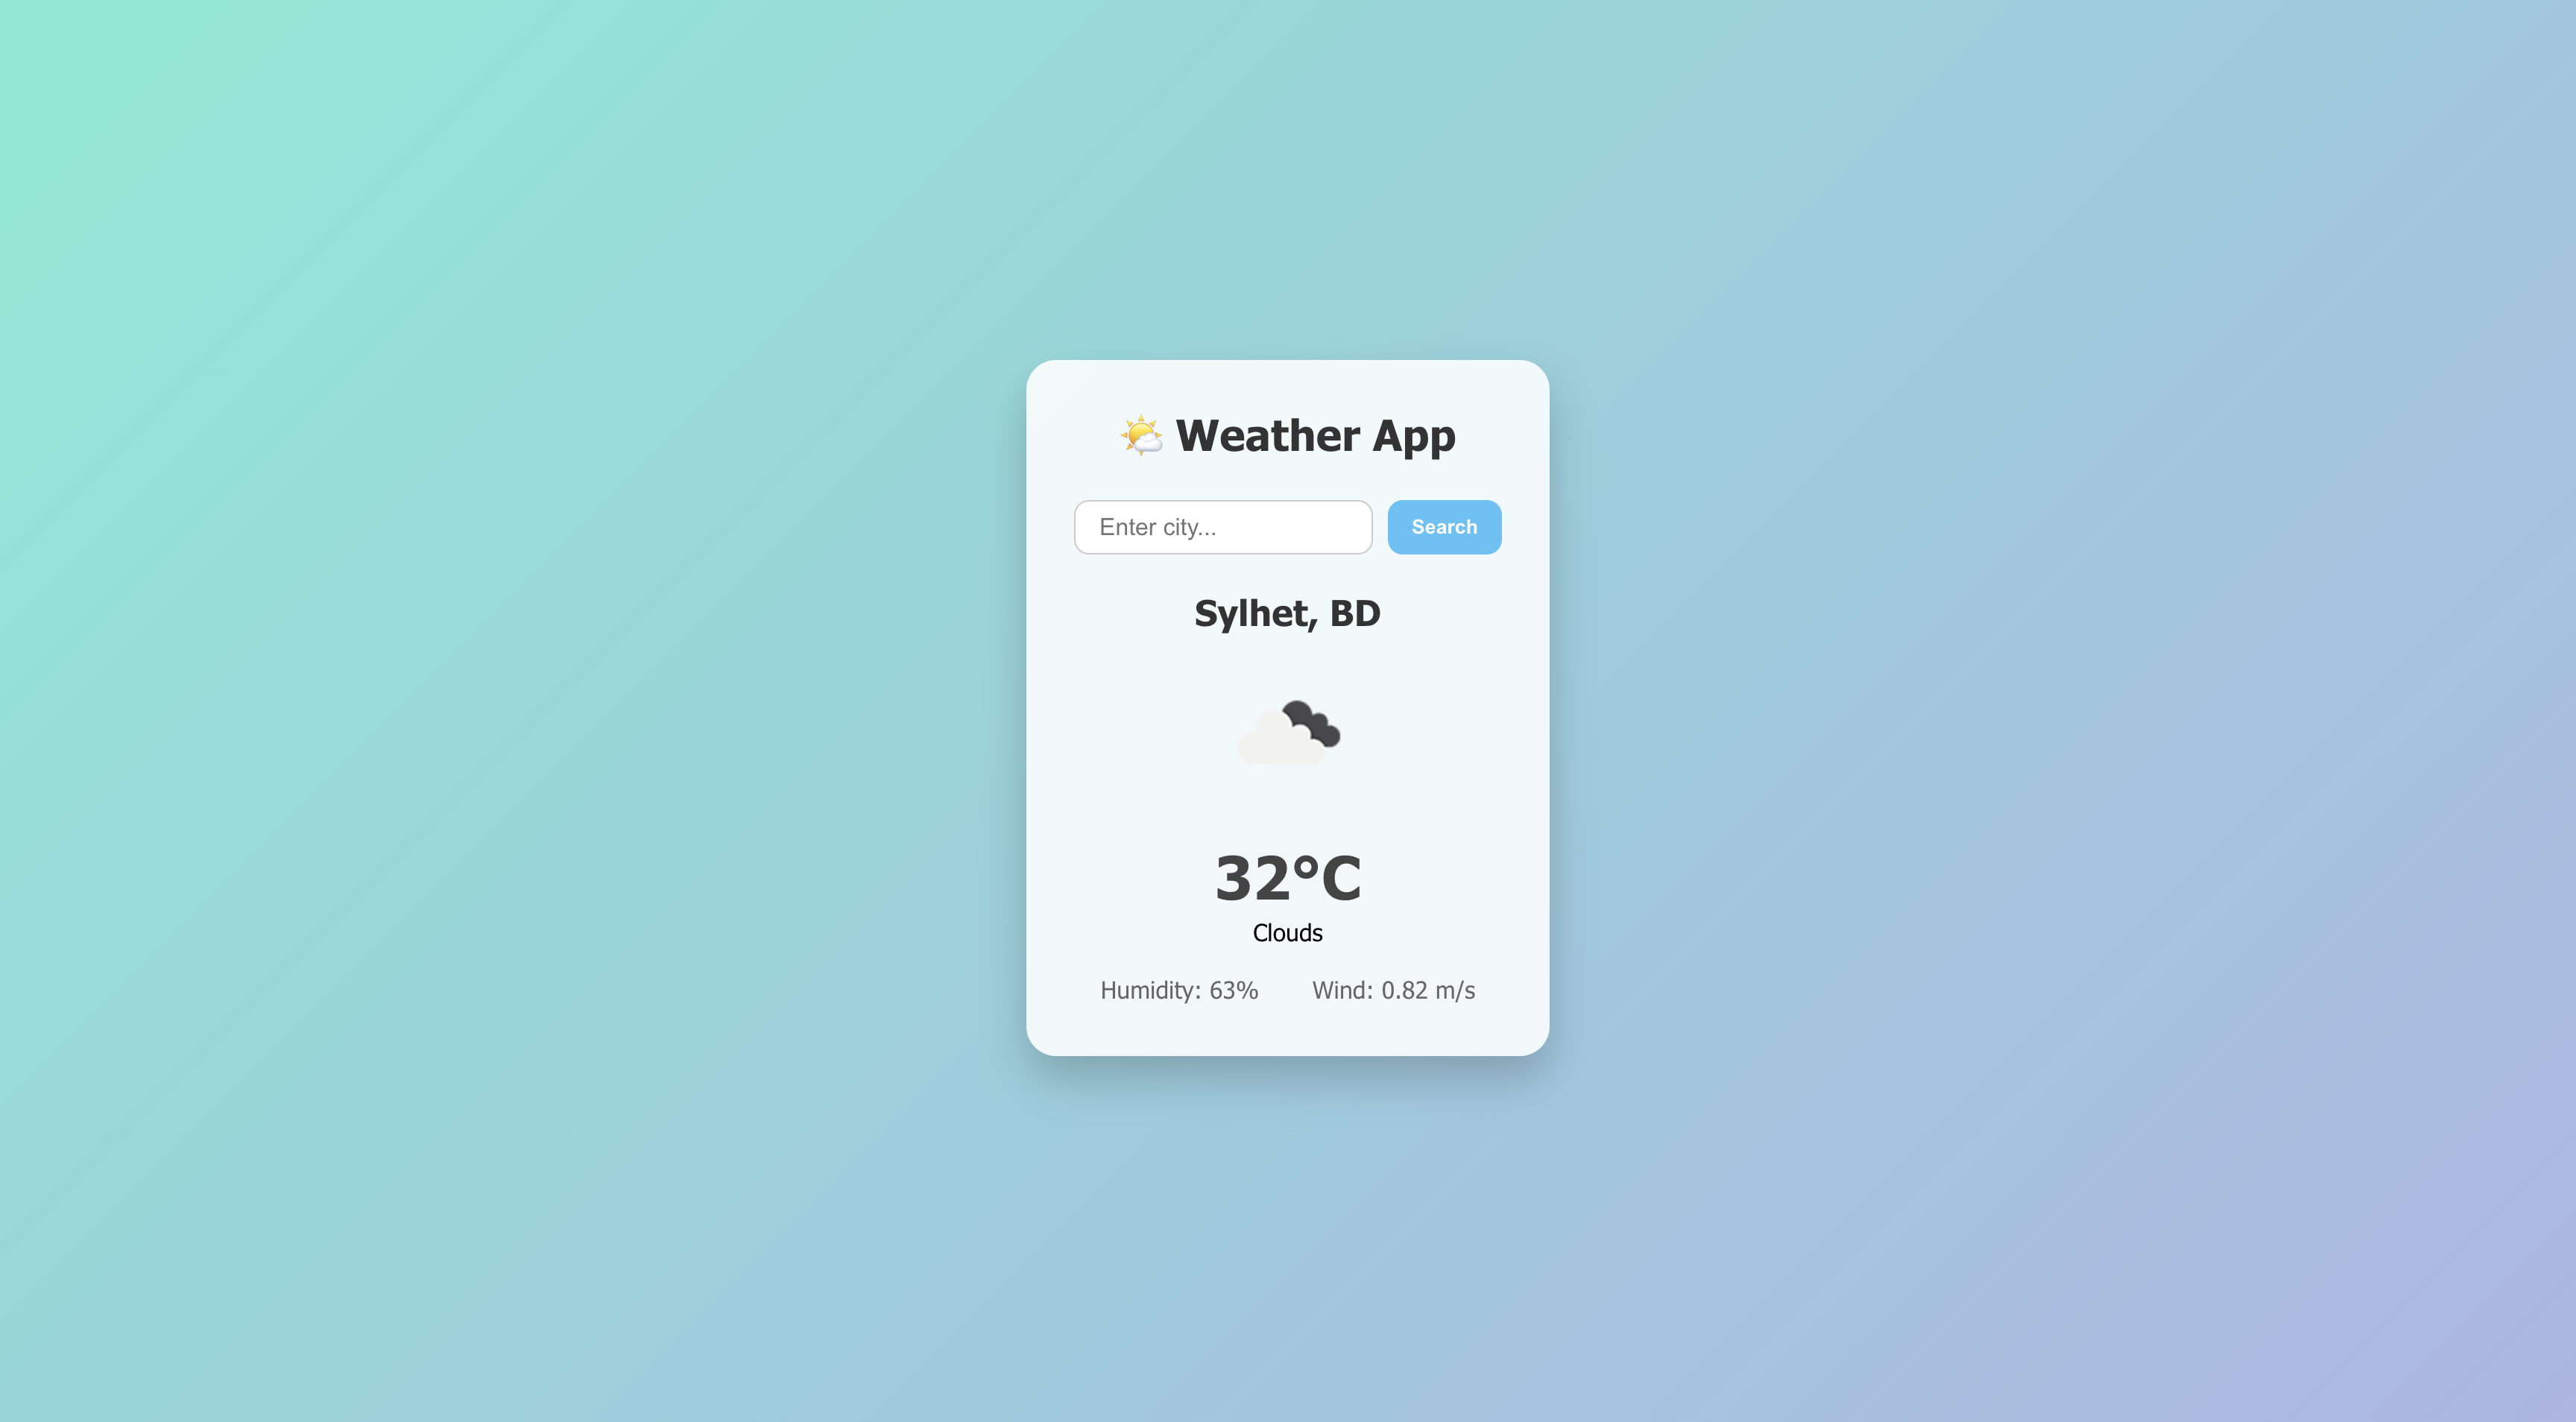 Weather App
Enter city...
Search
Sylhet, BD
32°C
Clouds
Humidity: 63% Wind: 0.82 m/s